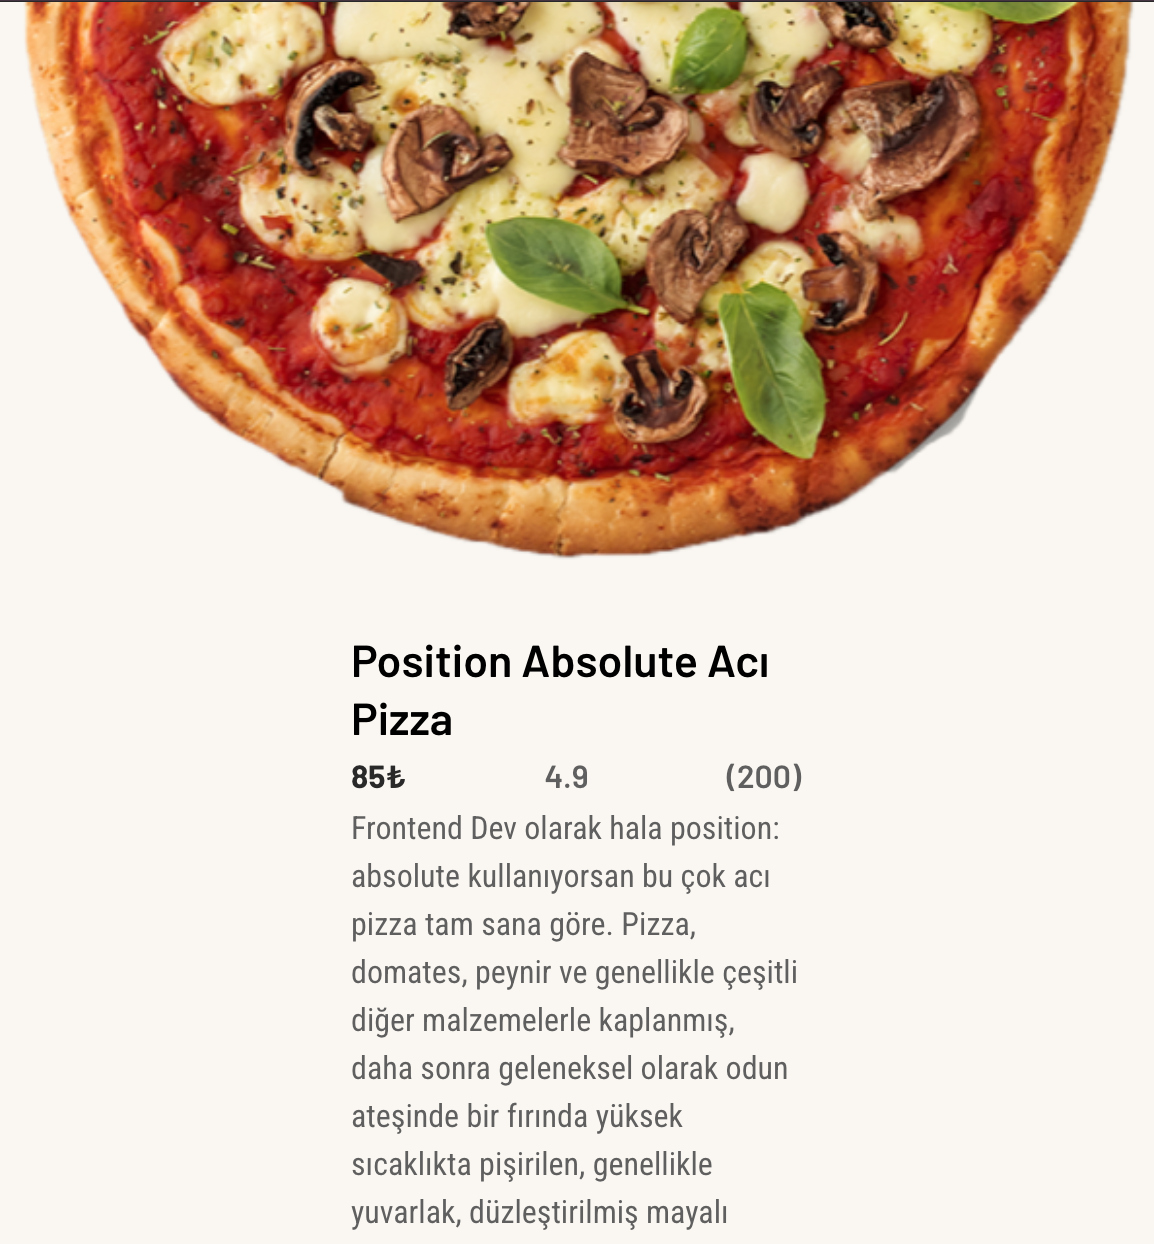 Position Absolute Acı
Pizza
85₺ 4.9 (200)
Frontend Dev olarak hala position:
absolute kullanıyorsan bu çok acı
pizza tam sana göre. Pizza,
domates, peynir ve genellikle çeşitli
diğer malzemelerle kaplanmış,
daha sonra geleneksel olarak odun
ateşinde bir fırında yüksek
sıcaklıkta pişirilen, genellikle
yuvarlak, düzleştirilmiş mayalı